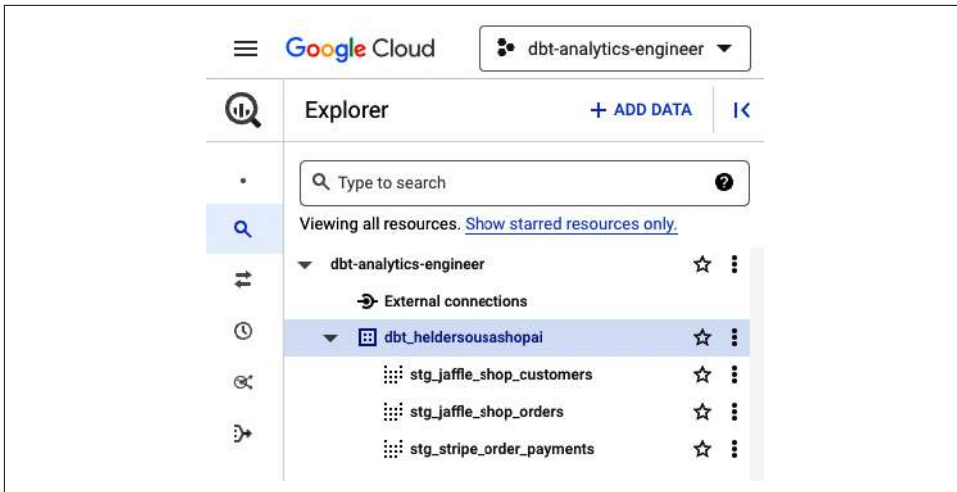 Google Cloud
dbt-analytics-engineer
Explorer
+ ADD DATA
Type to search
Viewing all resources. Show starred resources only.
dbt-analytics-engineer
External connections
dbt_heldersousashopai
stg_jaffle_shop_customers
stg_jaffle_shop_orders
stg_stripe_order_payments